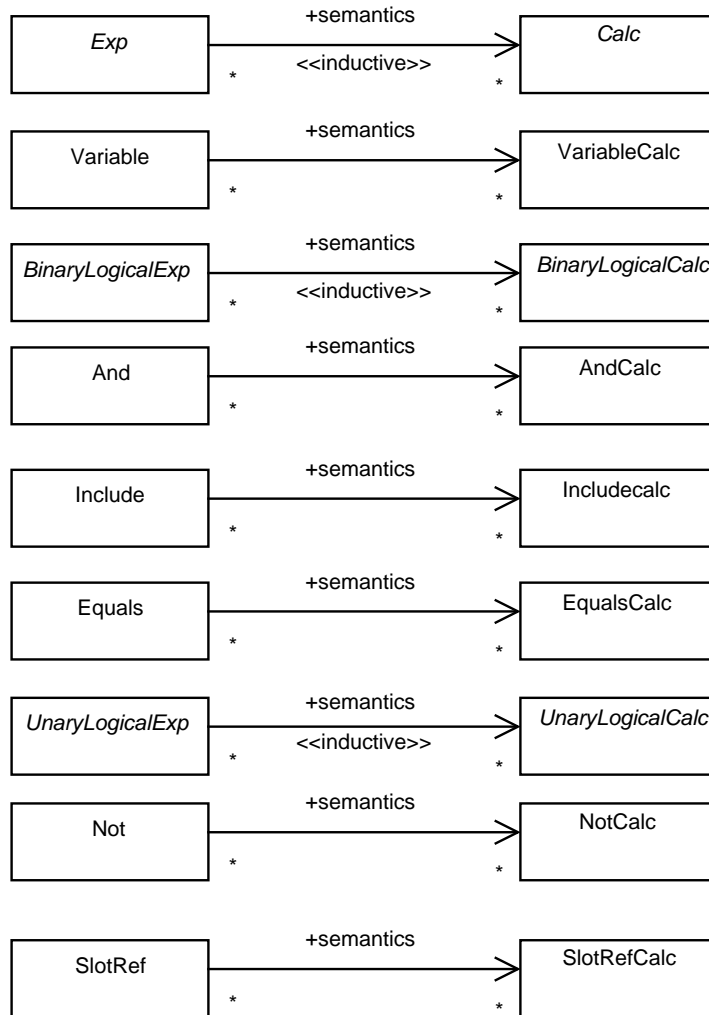 Exp +semantics Calc
* <<inductive>> *
Variable +semantics VariableCalc
* *
BinaryLogicalExp +semantics BinaryLogicalCalc
* <<inductive>> *
And +semantics AndCalc
* *
Include +semantics Includecalc
* *
Equals +semantics EqualsCalc
* *
UnaryLogicalExp +semantics UnaryLogicalCalc
* <<inductive>> *
Not +semantics NotCalc
* *
SlotRef +semantics SlotRefCalc
* *